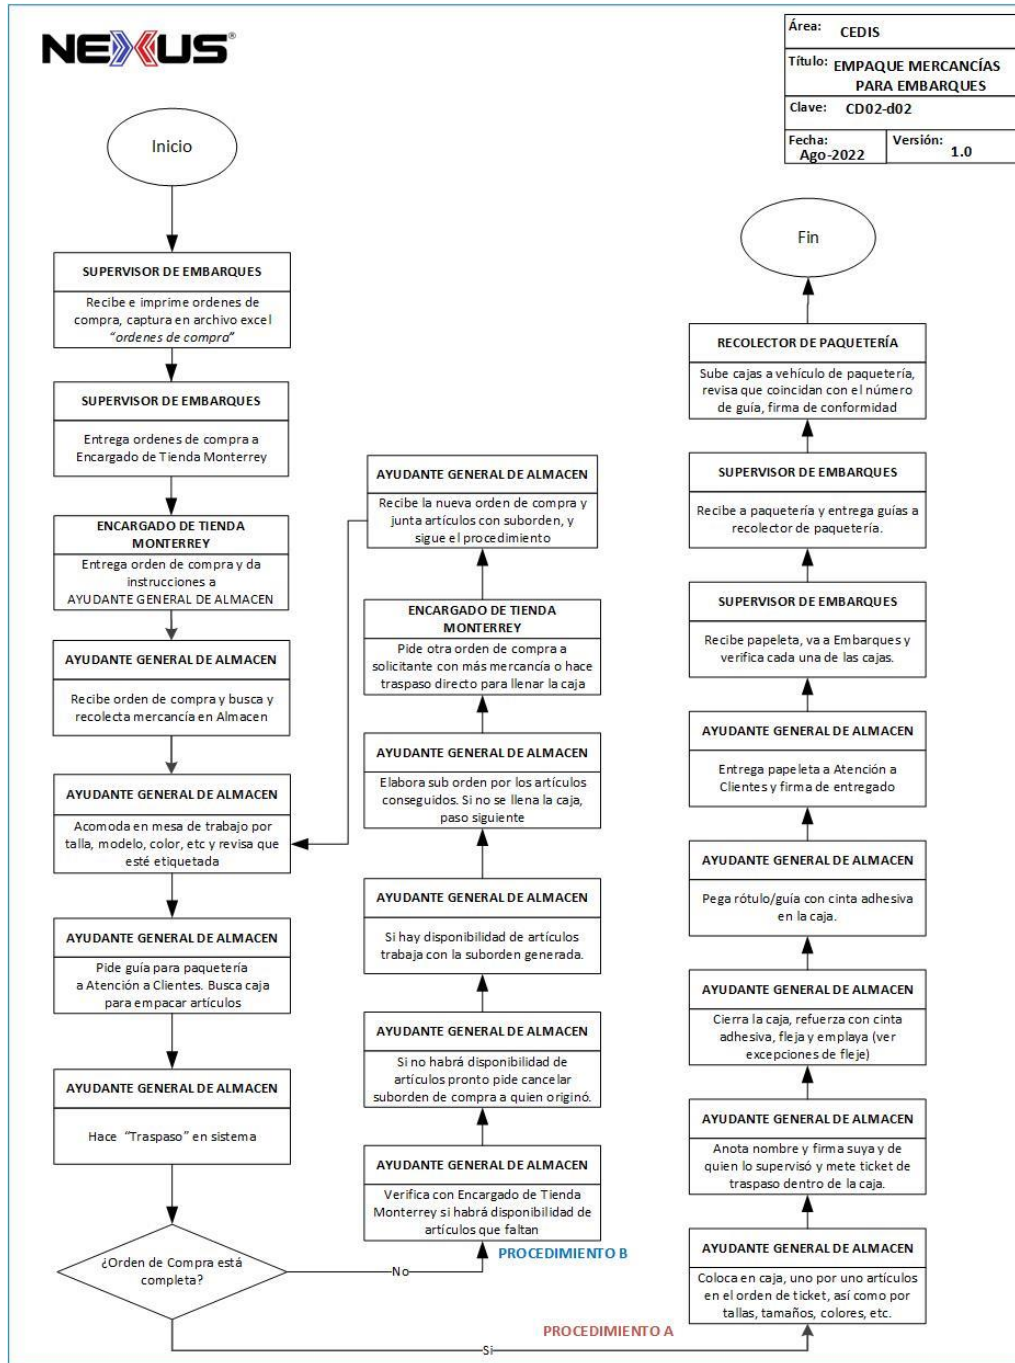 NEXUS®
Área: CEDIS
Título: EMPAQUE MERCANCÍAS
PARA EMBARQUES
Clave: CD02-d02
Fecha: Versión:
Ago-2022 1.0
Inicio
SUPERVISOR DE EMBARQUES
Recibe e imprime ordenes de
compra, captura en archivo excel
“ordenes de compra”
SUPERVISOR DE EMBARQUES
Entrega ordenes de compra a
Encargado de Tienda Monterrey
ENCARGADO DE TIENDA
MONTERREY
Entrega orden de compra y da
instrucciones a
AYUDANTE GENERAL DE ALMACEN
AYUDANTE GENERAL DE ALMACEN
Recibe orden de compra y busca y
recolecta mercancía en Almacen
AYUDANTE GENERAL DE ALMACEN
Acomoda en mesa de trabajo por
talla, modelo, color, etc y revisa que
esté etiquetada
AYUDANTE GENERAL DE ALMACEN
Pide guía para paquetería
a Atención a Clientes. Busca caja
para empacar artículos
AYUDANTE GENERAL DE ALMACEN
Hace “Traspaso” en sistema
¿Orden de Compra está
completa?
No
PROCEDIMIENTO B
AYUDANTE GENERAL DE ALMACEN
Verifica con Encargado de Tienda
Monterrey si habrá disponibilidad de
artículos que faltan
AYUDANTE GENERAL DE ALMACEN
Si no habrá disponibilidad de
artículos pronto pide cancelar
suborden de compra a quien originó.
AYUDANTE GENERAL DE ALMACEN
Si hay disponibilidad de artículos
trabaja con la suborden generada.
AYUDANTE GENERAL DE ALMACEN
Elabora sub orden por los artículos
conseguidos. Si no se llena la caja,
paso siguiente
ENCARGADO DE TIENDA
MONTERREY
Pide otra orden de compra a
solicitante con más mercancía o hace
traspaso directo para llenar la caja
AYUDANTE GENERAL DE ALMACEN
Recibe la nueva orden de compra y
junta artículos con suborden, y
sigue el procedimiento
Si
PROCEDIMIENTO A
AYUDANTE GENERAL DE ALMACEN
Coloca en caja, uno por uno artículos
en el orden de ticket, así como por
tallas, tamaños, colores, etc.
AYUDANTE GENERAL DE ALMACEN
Anota nombre y firma suya y de
quien lo supervisó y mete ticket de
traspaso dentro de la caja.
AYUDANTE GENERAL DE ALMACEN
Cierra la caja, refuerza con cinta
adhesiva, fleja y emplaya (ver
excepciones de fleje)
AYUDANTE GENERAL DE ALMACEN
Pega rótulo/guía con cinta adhesiva
en la caja.
AYUDANTE GENERAL DE ALMACEN
Entrega papeleta a Atención a
Clientes y firma de entregado
SUPERVISOR DE EMBARQUES
Recibe papeleta, va a Embarques y
verifica cada una de las cajas.
SUPERVISOR DE EMBARQUES
Recibe a paquetería y entrega guías a
recolector de paquetería.
RECOLECTOR DE PAQUETERÍA
Sube cajas a vehículo de paquetería,
revisa que coincidan con el número
de guía, firma de conformidad
Fin